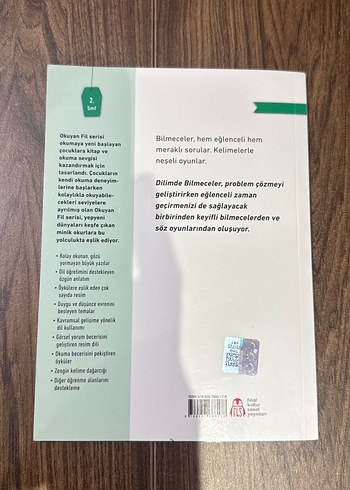 2.
Sınıf
Okuyan Fil serisi
okumaya yeni başlayan
çocuklara kitap ve
okuma sevgisi
kazandırmak için
tasarlandı. Çocukların
kendi okuma deneyim-
lerine başlarken
kolaylıkla okuyabile-
cekleri seviyelere
ayrılmış olan Okuyan
Fil serisi, yepyeni
dünyaları keşfe çıkan
minik okurlara bu
yolculukta eşlik ediyor.
• Kolay okunan, gözü
yormayan büyük yazılar
• Dil öğretimini destekleyen
özgün anlatım
• Öykülere eşlik eden çok
sayıda resim
• Duygu ve düşünce evrenini
besleyen temalar
• Kavramsal gelişime yönelik
dil kullanımı
• Görsel yorum becerisini
geliştiren resim dili
• Okuma becerisini pekiştiren
öyküler
• Zengin kelime dağarcığı
• Diğer öğrenme alanlarını
destekleme
Bilmeceler, hem eğlenceli hem
meraklı sorular. Kelimelerle
neşeli oyunlar.
Dilimde Bilmeceler, problem çözmeyi
geliştirirken eğlenceli zaman
geçirmenizi de sağlayacak
birbirinden keyifli bilmecelerden ve
söz oyunlarından oluşuyor.
final
kültür
sanat
yayınları